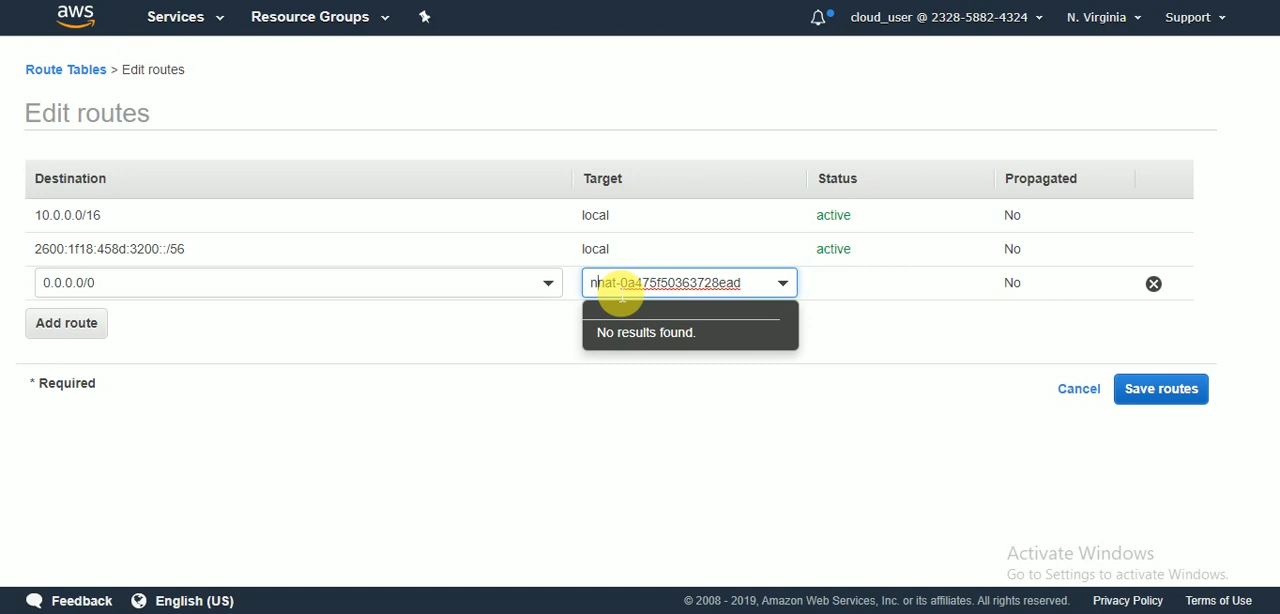 aws
Services
Resource Groups
cloud_user @ 2328-5882-4324
N. Virginia
Support
Route Tables > Edit routes
Edit routes
Destination Target Status Propagated
10.0.0.0/16 local active No
2600:1f18:458d:3200::/56 local active No
0.0.0.0/0 nnat-0a475f50363728ead No
Add route
No results found.
* Required
Cancel
Save routes
Activate Windows
Go to Settings to activate Windows.
Feedback
English (US)
© 2008 - 2019, Amazon Web Services, Inc. or its affiliates. All rights reserved.
Privacy Policy
Terms of Use